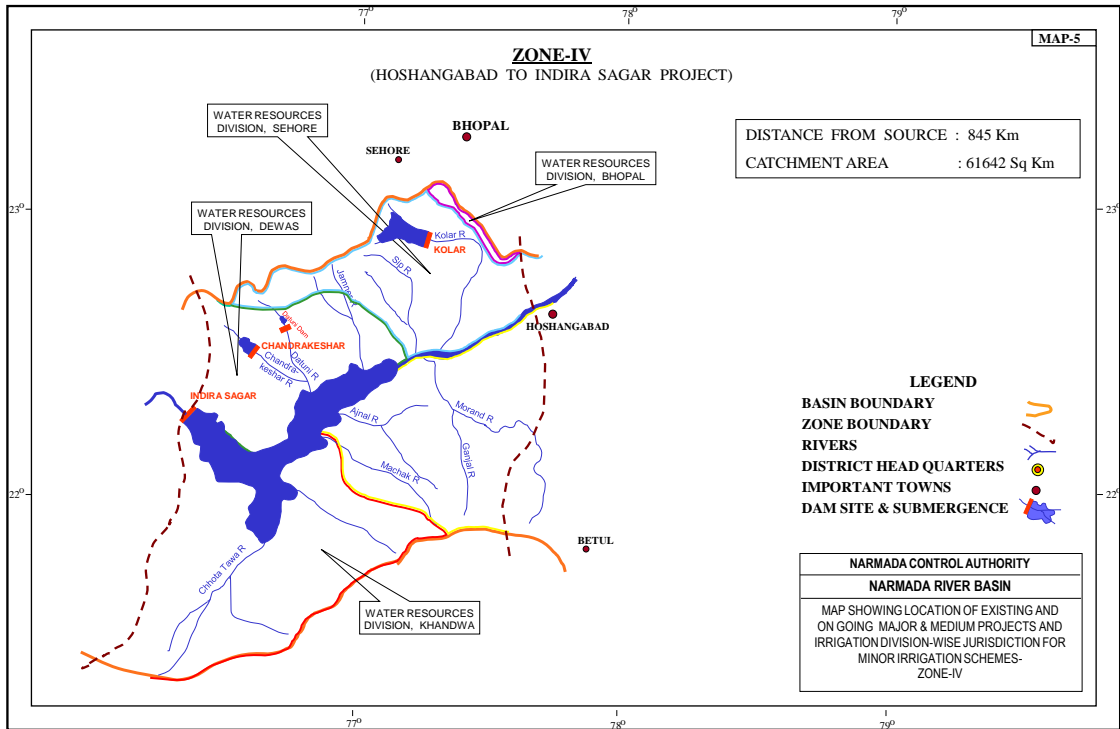 77°
78°
79°
MAP-5
ZONE-IV
(HOSHANGABAD TO INDIRA SAGAR PROJECT)
WATER RESOURCES
DIVISION, SEHORE
BHOPAL
SEHORE
DISTANCE FROM SOURCE : 845 Km
CATCHMENT AREA : 61642 Sq Km
WATER RESOURCES
DIVISION, BHOPAL
23°
23°
WATER RESOURCES
DIVISION, DEWAS
Kolar R
KOLAR
Sip R
Jamner R
HOSHANGABAD
Datuni Dam
CHANDRAKESHAR
Datuni R
Chandra-
keshar R
INDIRA SAGAR
Ajnal R
Morand R
Ganjal R
Machak R
LEGEND
BASIN BOUNDARY
ZONE BOUNDARY
RIVERS
DISTRICT HEAD QUARTERS
IMPORTANT TOWNS
DAM SITE & SUBMERGENCE
22°
22°
BETUL
Chhota Tawa R
WATER RESOURCES
DIVISION, KHANDWA
NARMADA CONTROL AUTHORITY
NARMADA RIVER BASIN
MAP SHOWING LOCATION OF EXISTING AND
ON GOING MAJOR & MEDIUM PROJECTS AND
IRRIGATION DIVISION-WISE JURISDICTION FOR
MINOR IRRIGATION SCHEMES-
ZONE-IV
77°
78°
79°